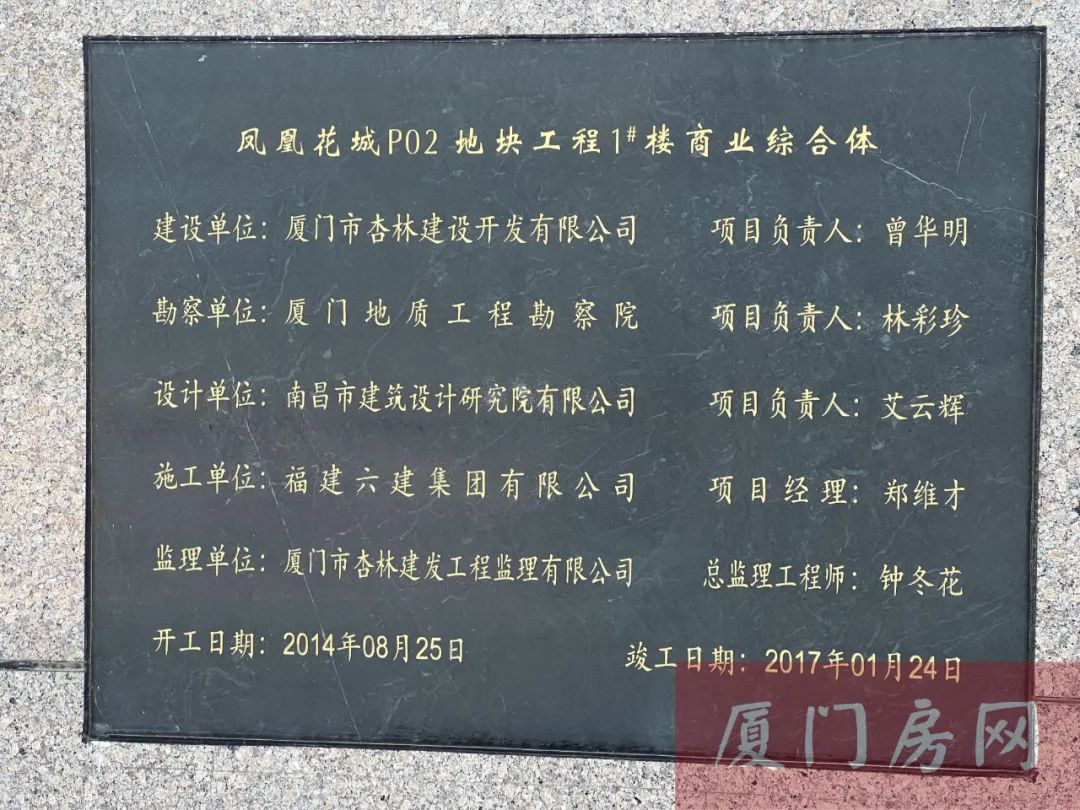 凤凰花城P02地块工程1#楼商业综合体
建设单位：厦门市杏林建设开发有限公司 项目负责人：曾华明
勘察单位：厦门地质工程勘察院 项目负责人：林彩珍
设计单位：南昌市建筑设计研究院有限公司 项目负责人：艾云辉
施工单位：福建六建集团有限公司 项目经理：郑维才
监理单位：厦门市杏林建发工程监理有限公司 总监理工程师：钟冬花
开工日期：2014年08月25日 竣工日期：2017年01月24日
厦门房网